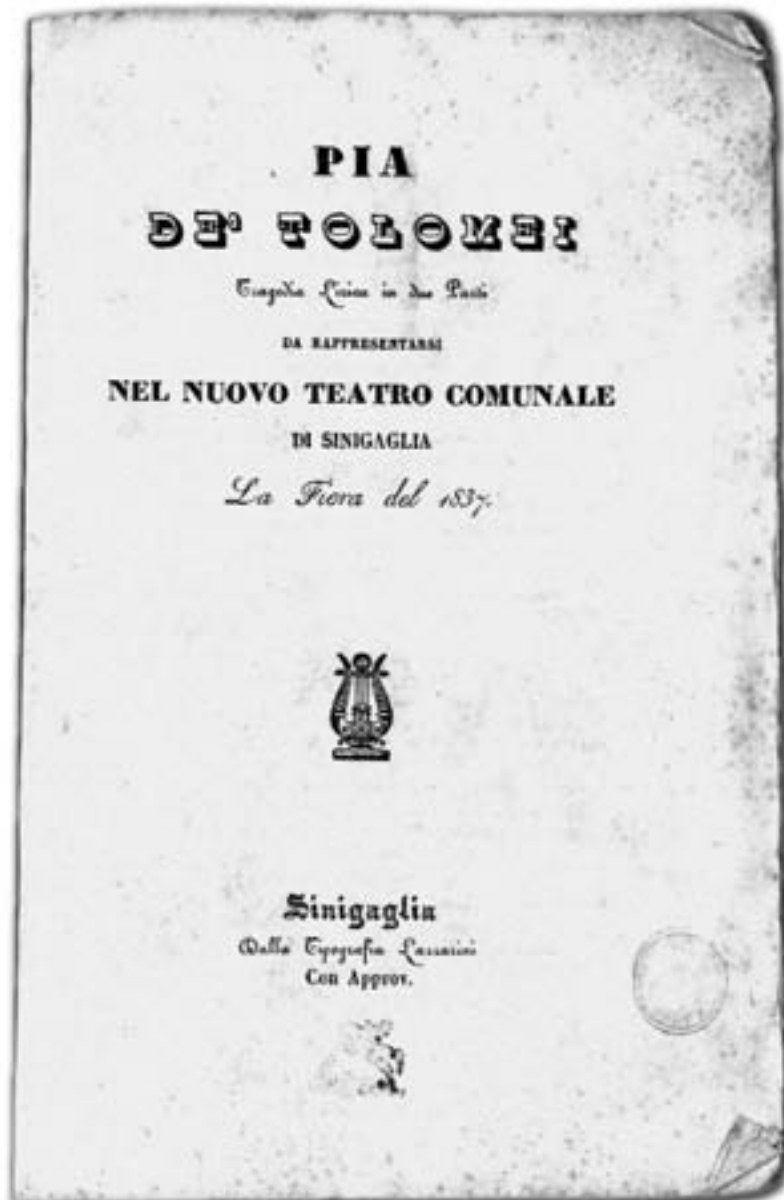 PIA
DE' TOLOMEI
Tragedia Lirica in due Parti
DA RAPPRESENTARSI
NEL NUOVO TEATRO COMUNALE
DI SINIGAGLIA
La Fiera del 1837.
Sinigaglia
Dalla Tipografia Lazzarini
Con Approv.